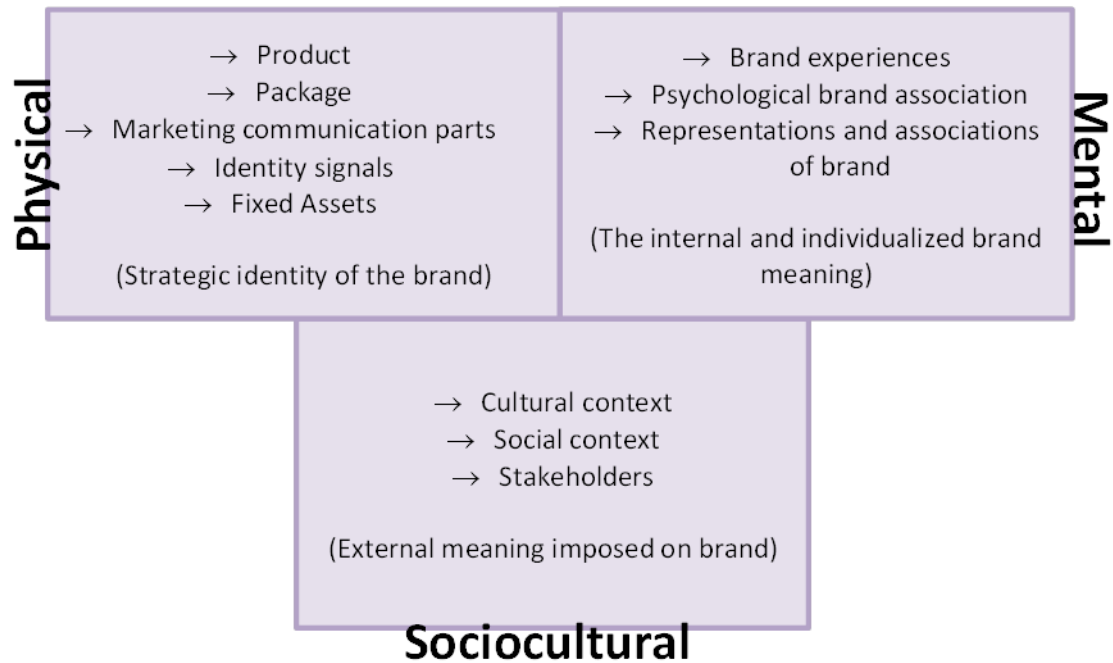 Physical
→ Product
→ Package
→ Marketing communication parts
→ Identity signals
→ Fixed Assets
(Strategic identity of the brand)
Mental
→ Brand experiences
→ Psychological brand association
→ Representations and associations
of brand
(The internal and individualized brand
meaning)
→ Cultural context
→ Social context
→ Stakeholders
(External meaning imposed on brand)
Sociocultural